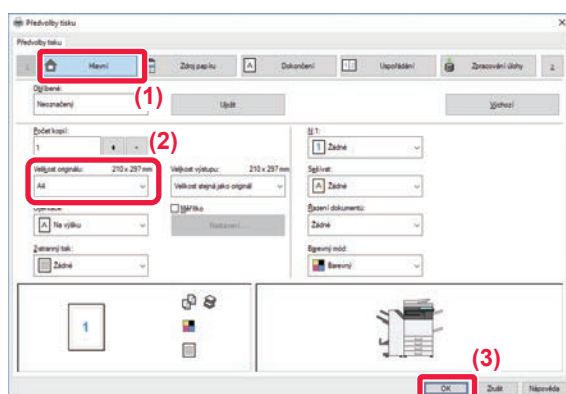 Předvolby tisku
Předvolby tisku
Hlavní
Zdroj papíru
Dokončení
Uspořádání
Zpracování úlohy
Oblíbené:
Neoznačený
(1)
Uložit
Výchozí
Počet kopií:
1
+ -
(2)
N:1:
1 Žádné
Velikost originálu: 210 x 297 mm
A4
Velikost výstupu: 210 x 297 mm
Velikost stejná jako originál
Sešívat:
A Žádné
Orientace:
A Na výšku
Měřítko
Nastavení...
Řazení dokumentů:
Žádné
2stranný tisk:
Žádné
Barevný mód:
Barevný
1
(3)
OK
Zrušit
Nápověda